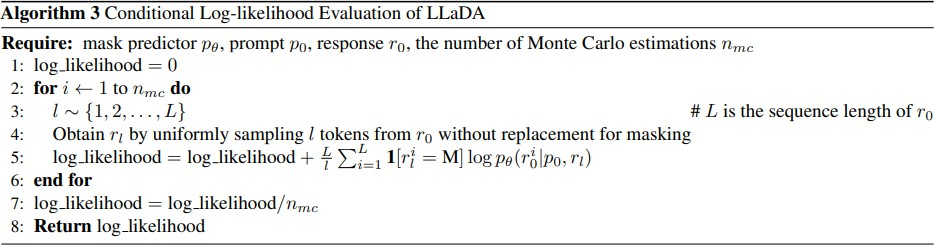 Algorithm 3 Conditional Log-likelihood Evaluation of LLaDA
Require: mask predictor $p_\theta$, prompt $p_0$, response $r_0$, the number of Monte Carlo estimations $n_{mc}$
1: log_likelihood = 0
2: for $i \leftarrow 1$ to $n_{mc}$ do
3: $l \sim \{1, 2, \ldots, L\}$ # $L$ is the sequence length of $r_0$
4: Obtain $r_l$ by uniformly sampling $l$ tokens from $r_0$ without replacement for masking
5: log_likelihood = log_likelihood + $\frac{L}{l} \sum_{i=1}^{L} \mathbf{1}[r_l^i = \mathrm{M}] \log p_\theta(r_0^i | p_0, r_l)$
6: end for
7: log_likelihood = log_likelihood/$n_{mc}$
8: Return log_likelihood